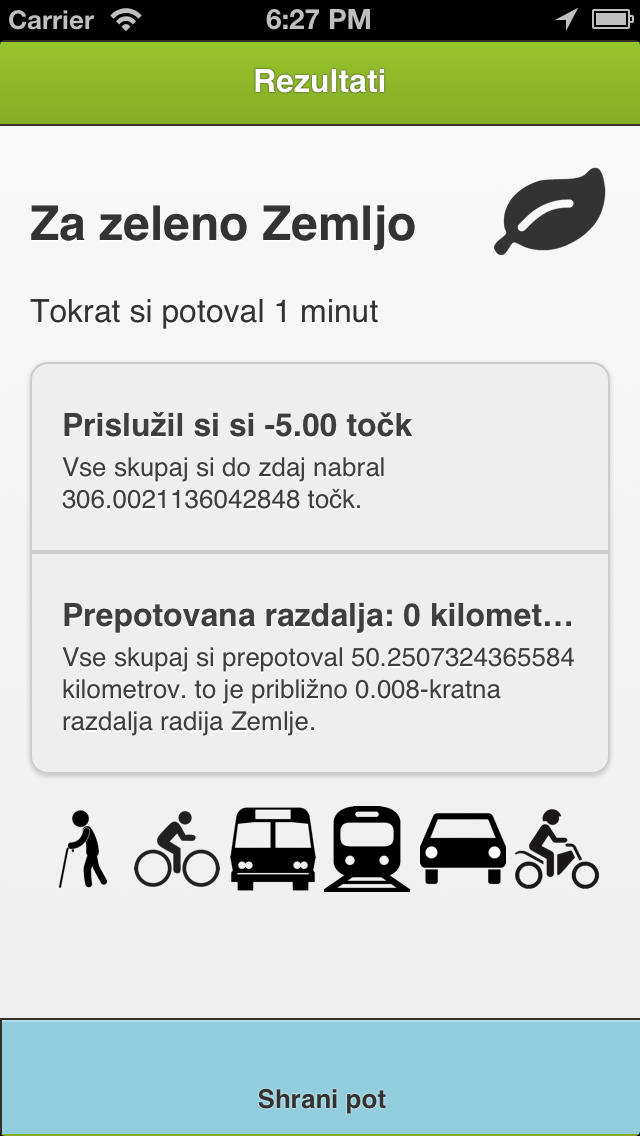 Carrier 6:27 PM
Rezultati
Za zeleno Zemljo
Tokrat si potoval 1 minut
Prislužil si si -5.00 točk
Vse skupaj si do zdaj nabral
306.0021136042848 točk.
Prepotovana razdalja: 0 kilomet…
Vse skupaj si prepotoval 50.2507324365584
kilometrov. to je približno 0.008-kratna
razdalja radija Zemlje.
Shrani pot